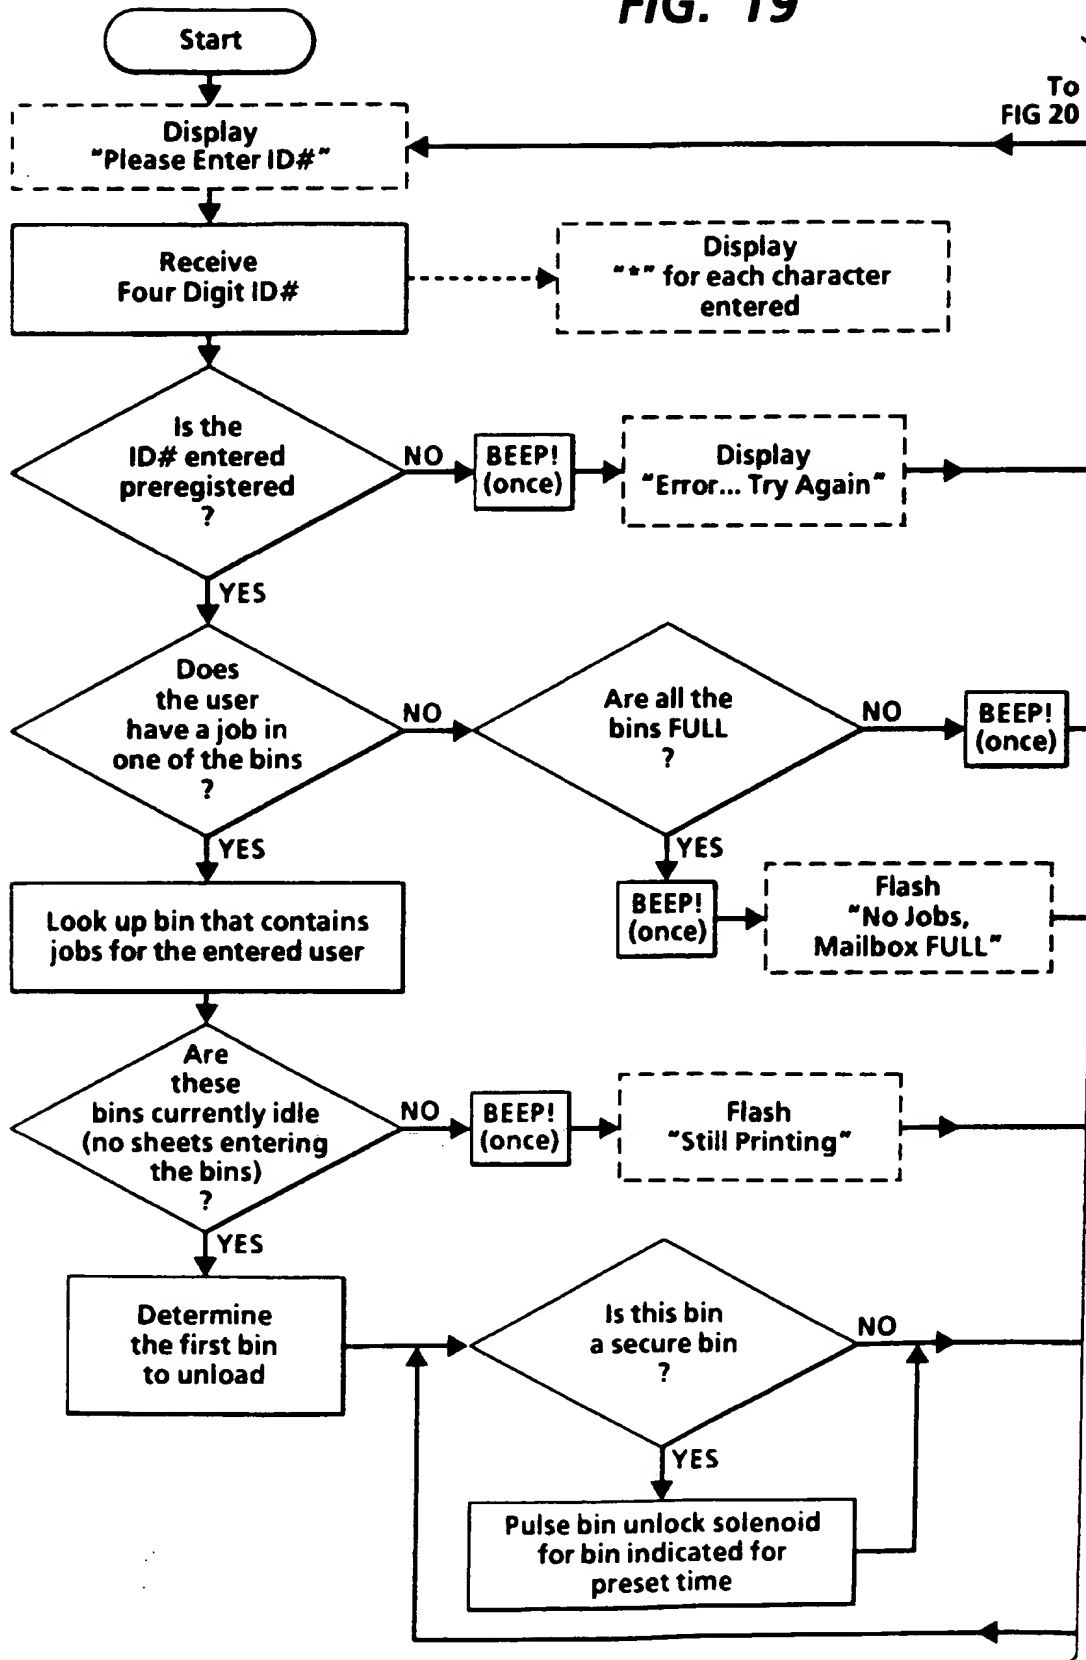 FIG. 19
Start
To
FIG 20
Display
"Please Enter ID#"
Receive
Four Digit ID#
Display
"*" for each character
entered
Is the
ID# entered
preregistered
?
NO
BEEP!
(once)
Display
"Error... Try Again"
YES
Does
the user
have a job in
one of the bins
?
NO
Are all the
bins FULL
?
NO
BEEP!
(once)
YES
YES
BEEP!
(once)
Flash
"No Jobs,
Mailbox FULL"
Look up bin that contains
jobs for the entered user
Are
these
bins currently idle
(no sheets entering
the bins)
?
NO
BEEP!
(once)
Flash
"Still Printing"
YES
Determine
the first bin
to unload
Is this bin
a secure bin
?
NO
YES
Pulse bin unlock solenoid
for bin indicated for
preset time